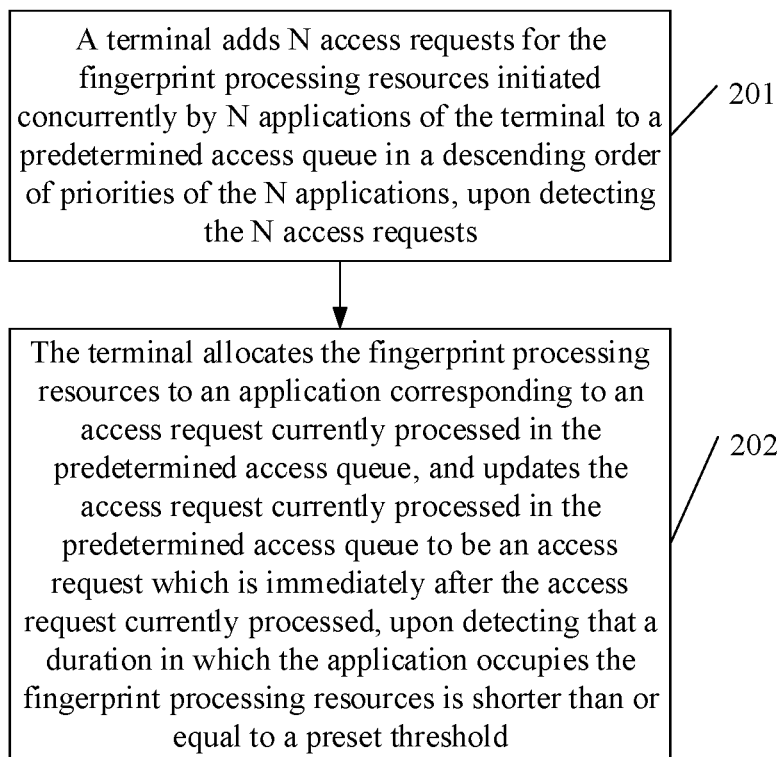 A terminal adds N access requests for the
fingerprint processing resources initiated
concurrently by N applications of the terminal to a
predetermined access queue in a descending order
of priorities of the N applications, upon detecting
the N access requests
201
The terminal allocates the fingerprint processing
resources to an application corresponding to an
access request currently processed in the
predetermined access queue, and updates the
access request currently processed in the
predetermined access queue to be an access
request which is immediately after the access
request currently processed, upon detecting that a
duration in which the application occupies the
fingerprint processing resources is shorter than or
equal to a preset threshold
202